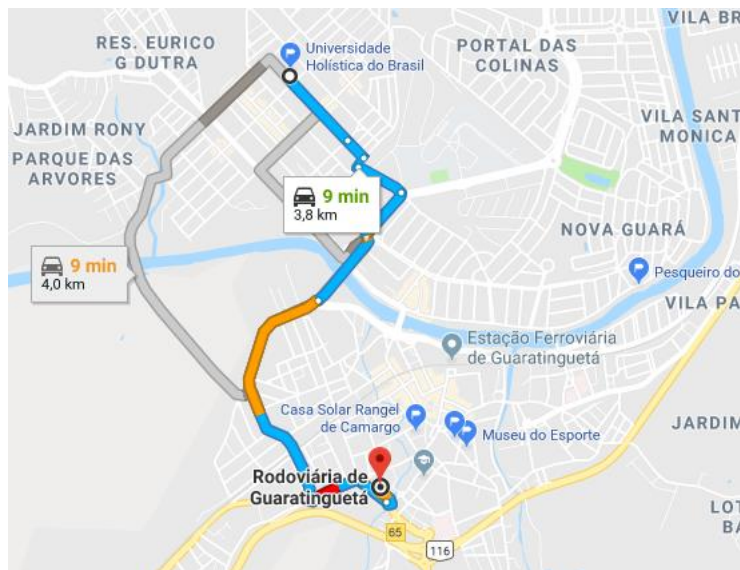 VILA BR
RES. EURICO
G DUTRA
Universidade
Holística do Brasil
PORTAL DAS
COLINAS
JARDIM RONY
PARQUE DAS
ARVORES
VILA SANT
MONICA
9 min
3,8 km
NOVA GUARÁ
9 min
4,0 km
Pesqueiro do
VILA PA
Estação Ferroviária
de Guaratinguetá
Casa Solar Rangel
de Camargo
Museu do Esporte
JARDIM
Rodoviária de
Guaratinguetá
LOT
BA
65
116